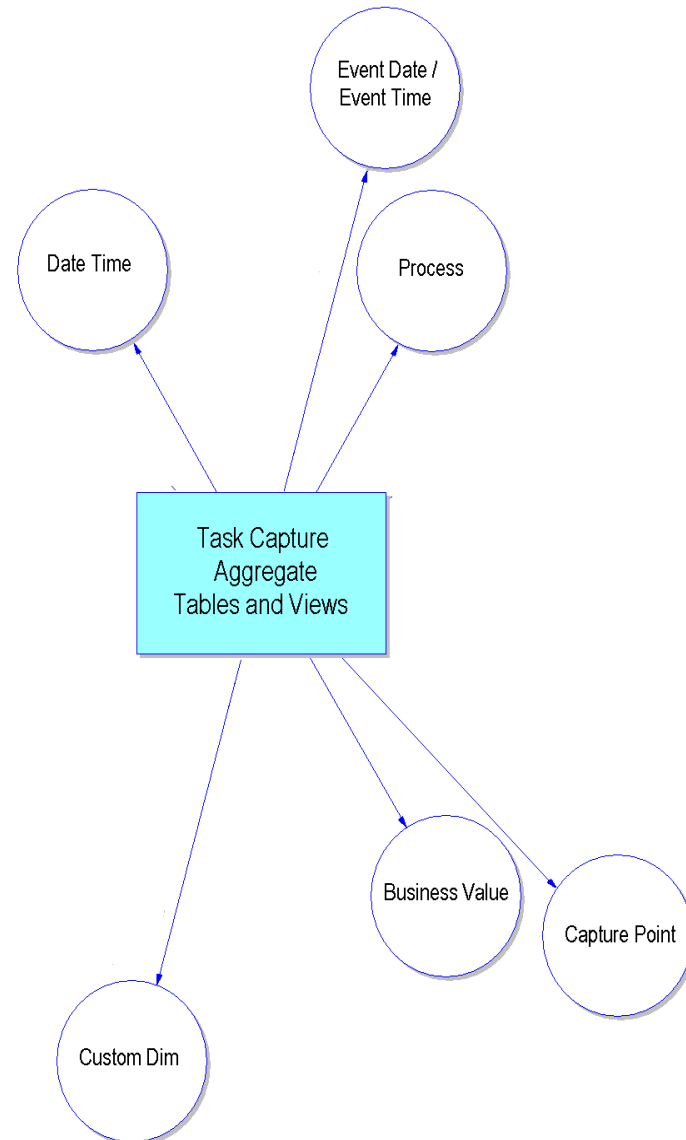 Event Date /
Event Time
Date Time
Process
Task Capture
Aggregate
Tables and Views
Business Value
Capture Point
Custom Dim